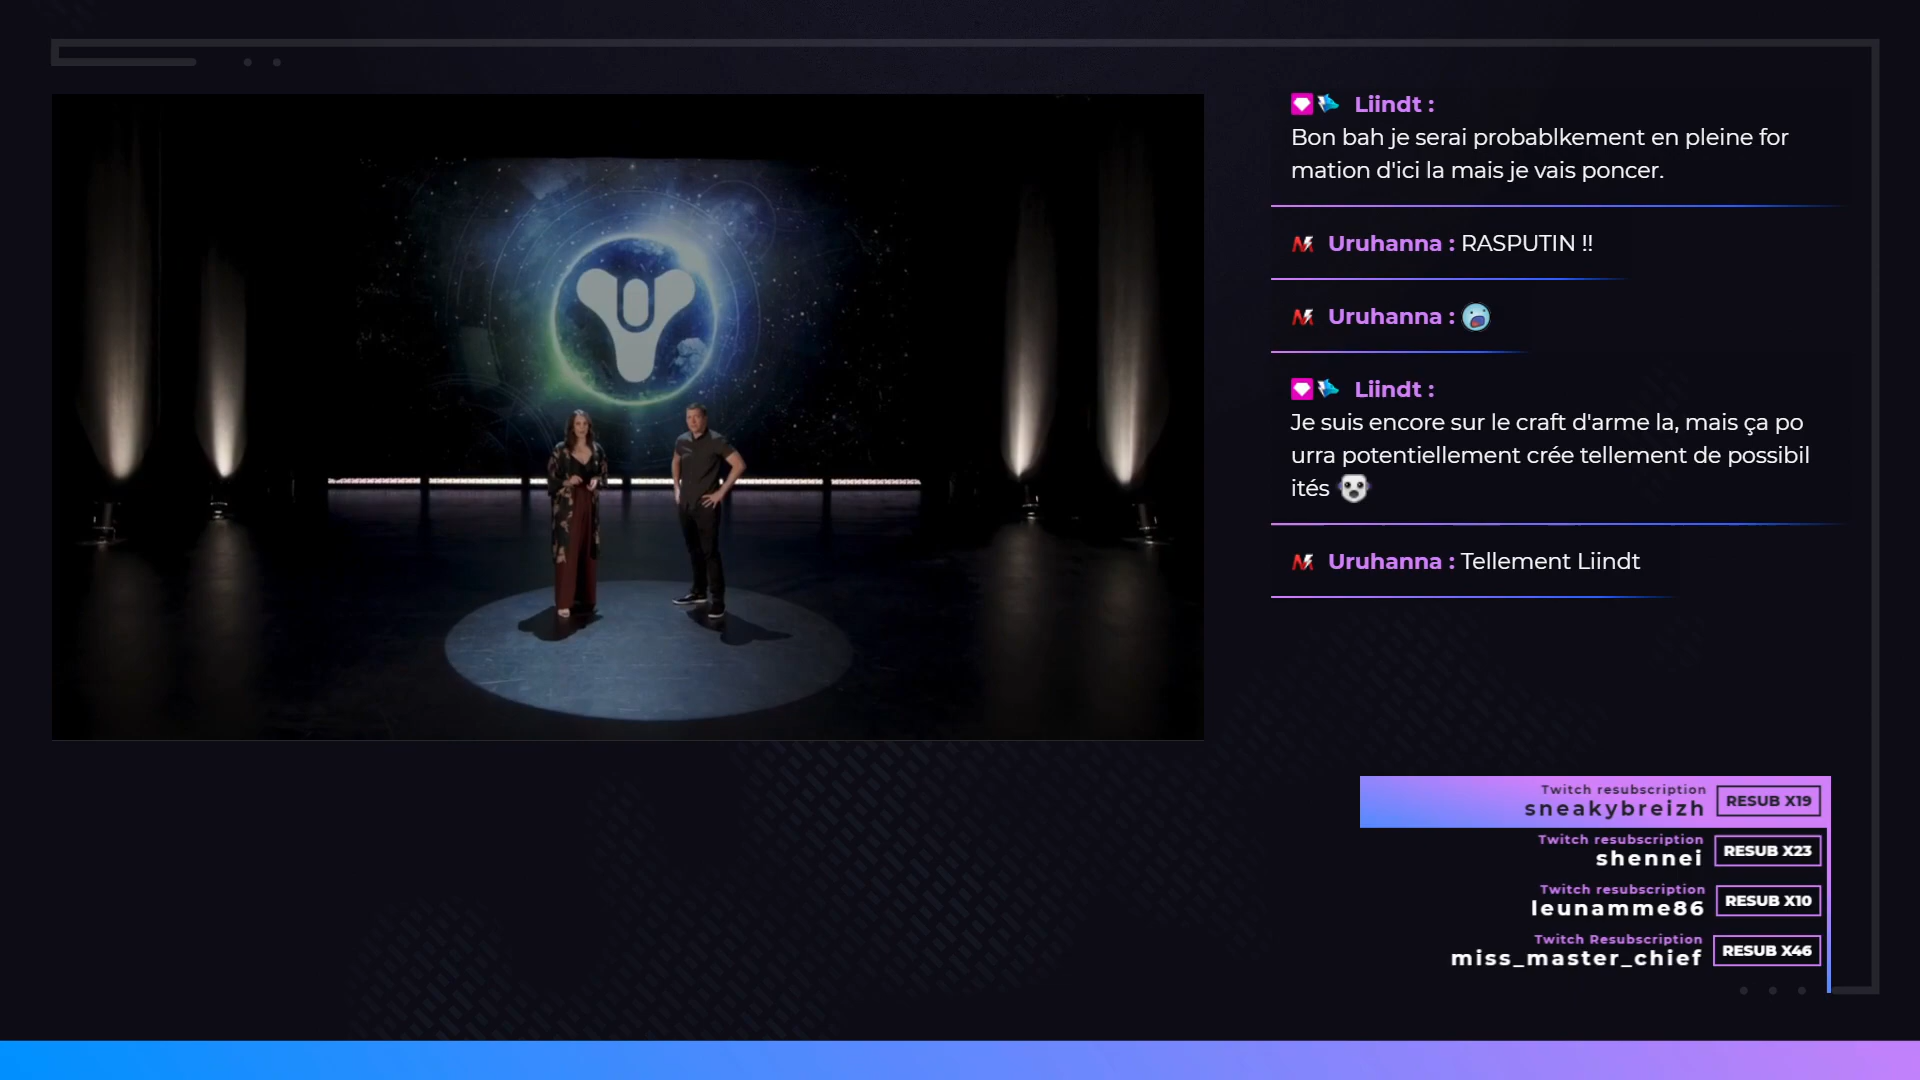 Liindt :
Bon bah je serai probablkement en pleine for
mation d'ici la mais je vais poncer.
Uruhanna : RASPUTIN !!
Uruhanna :
Liindt :
Je suis encore sur le craft d'arme la, mais ça po
urra potentiellement crée tellement de possibil
ités
Uruhanna : Tellement Liindt
Twitch resubscription
sneakybreizh RESUB X19
Twitch resubscription
shennei RESUB X23
Twitch resubscription
leunamme86 RESUB X10
Twitch Resubscription
miss_master_chief RESUB X46